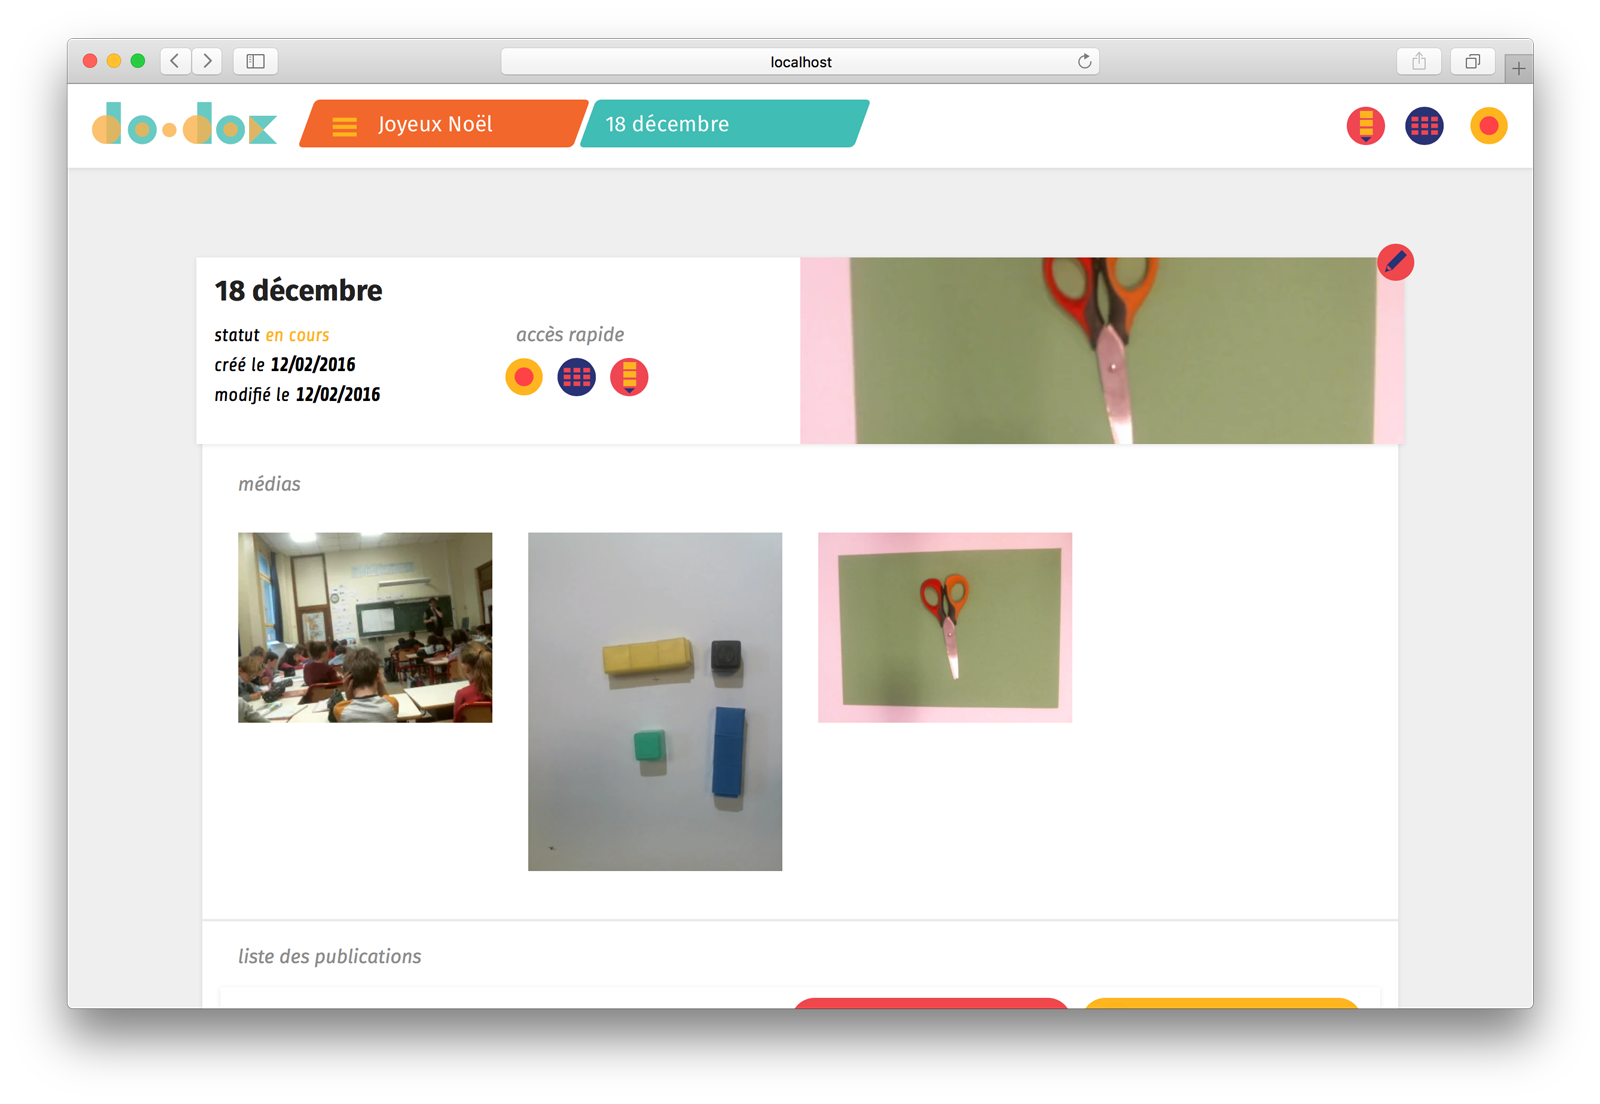 localhost
do•doc
Joyeux Noël
18 décembre
18 décembre
statut en cours
créé le 12/02/2016
modifié le 12/02/2016
accès rapide
médias
liste des publications